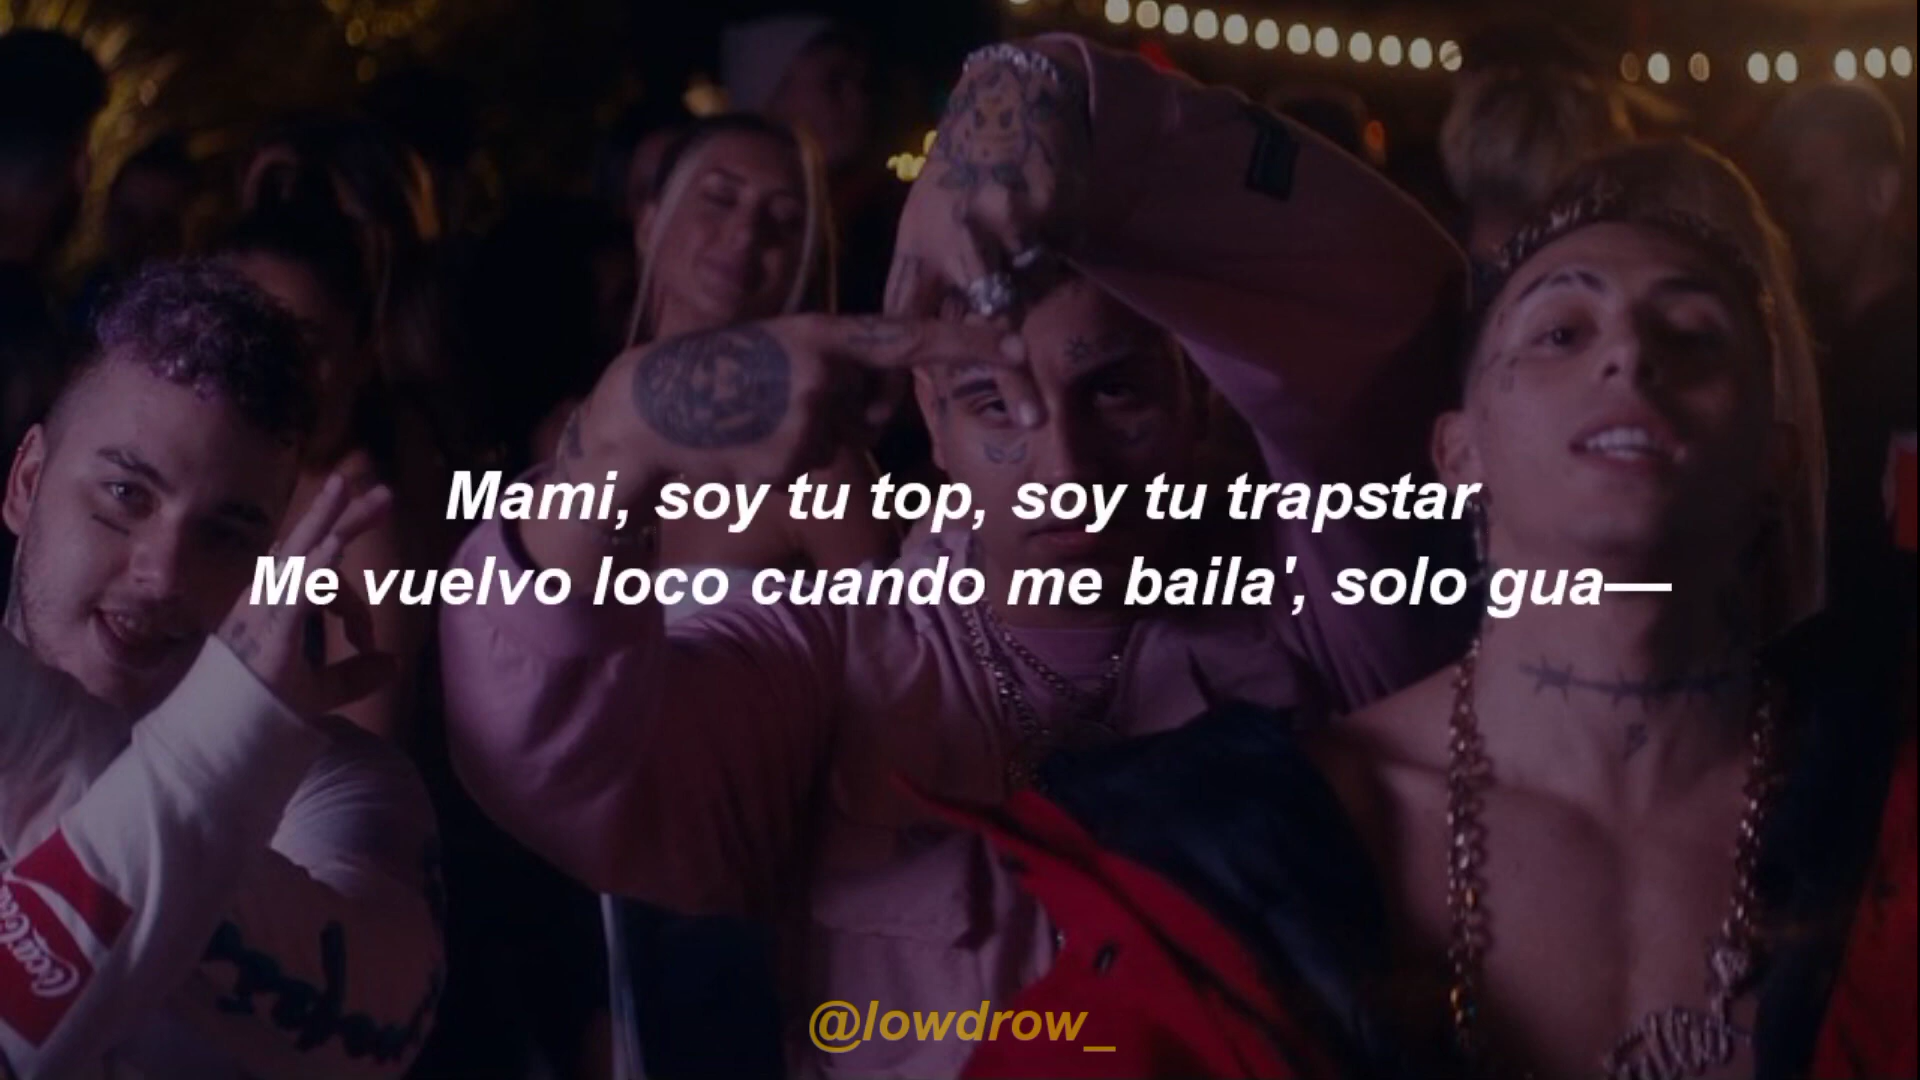 Mami, soy tu top, soy tu trapstar
Me vuelvo loco cuando me baila', solo gua—
@lowdrow_